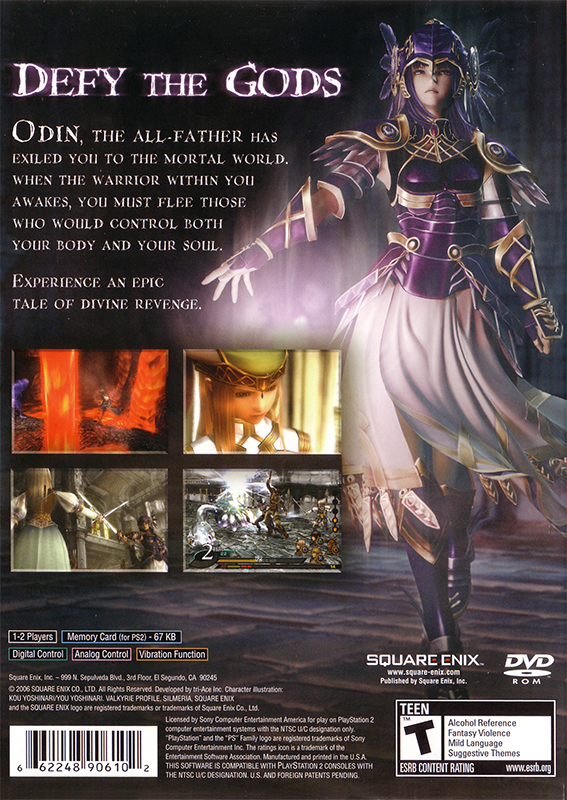 DEFY THE GODS
ODIN, THE ALL-FATHER HAS
EXILED YOU TO THE MORTAL WORLD.
WHEN THE WARRIOR WITHIN YOU
AWAKES, YOU MUST FLEE THOSE
WHO WOULD CONTROL BOTH
YOUR BODY AND YOUR SOUL.
EXPERIENCE AN EPIC
TALE OF DIVINE REVENGE.
2
1-2 Players
Memory Card (for PS2) - 67 KB
Digital Control
Analog Control
Vibration Function
SQUARE ENIX™
www.square-enix.com
Published by Square Enix, Inc.
DVD
ROM
Square Enix, Inc. – 999 N. Sepulveda Blvd., 3rd Floor, El Segundo, CA 90245
© 2006 SQUARE ENIX CO., LTD. All Rights Reserved. Developed by tri-Ace Inc. Character illustration:
KOU YOSHINARI/YOU YOSHINARI. VALKYRIE PROFILE, SILMERIA, SQUARE ENIX
and the SQUARE ENIX logo are registered trademarks or trademarks of Square Enix Co., Ltd.
Licensed by Sony Computer Entertainment America for play on PlayStation 2
computer entertainment systems with the NTSC U/C designation only.
"PlayStation" and the "PS" Family logo are registered trademarks of Sony
Computer Entertainment Inc. The ratings icon is a trademark of the
Entertainment Software Association. Manufactured and printed in the U.S.A.
THIS SOFTWARE IS COMPATIBLE WITH PLAYSTATION 2 CONSOLES WITH
THE NTSC U/C DESIGNATION. U.S. AND FOREIGN PATENTS PENDING.
6 62248 90610 2
TEEN
T™
Alcohol Reference
Fantasy Violence
Mild Language
Suggestive Themes
ESRB CONTENT RATING www.esrb.org